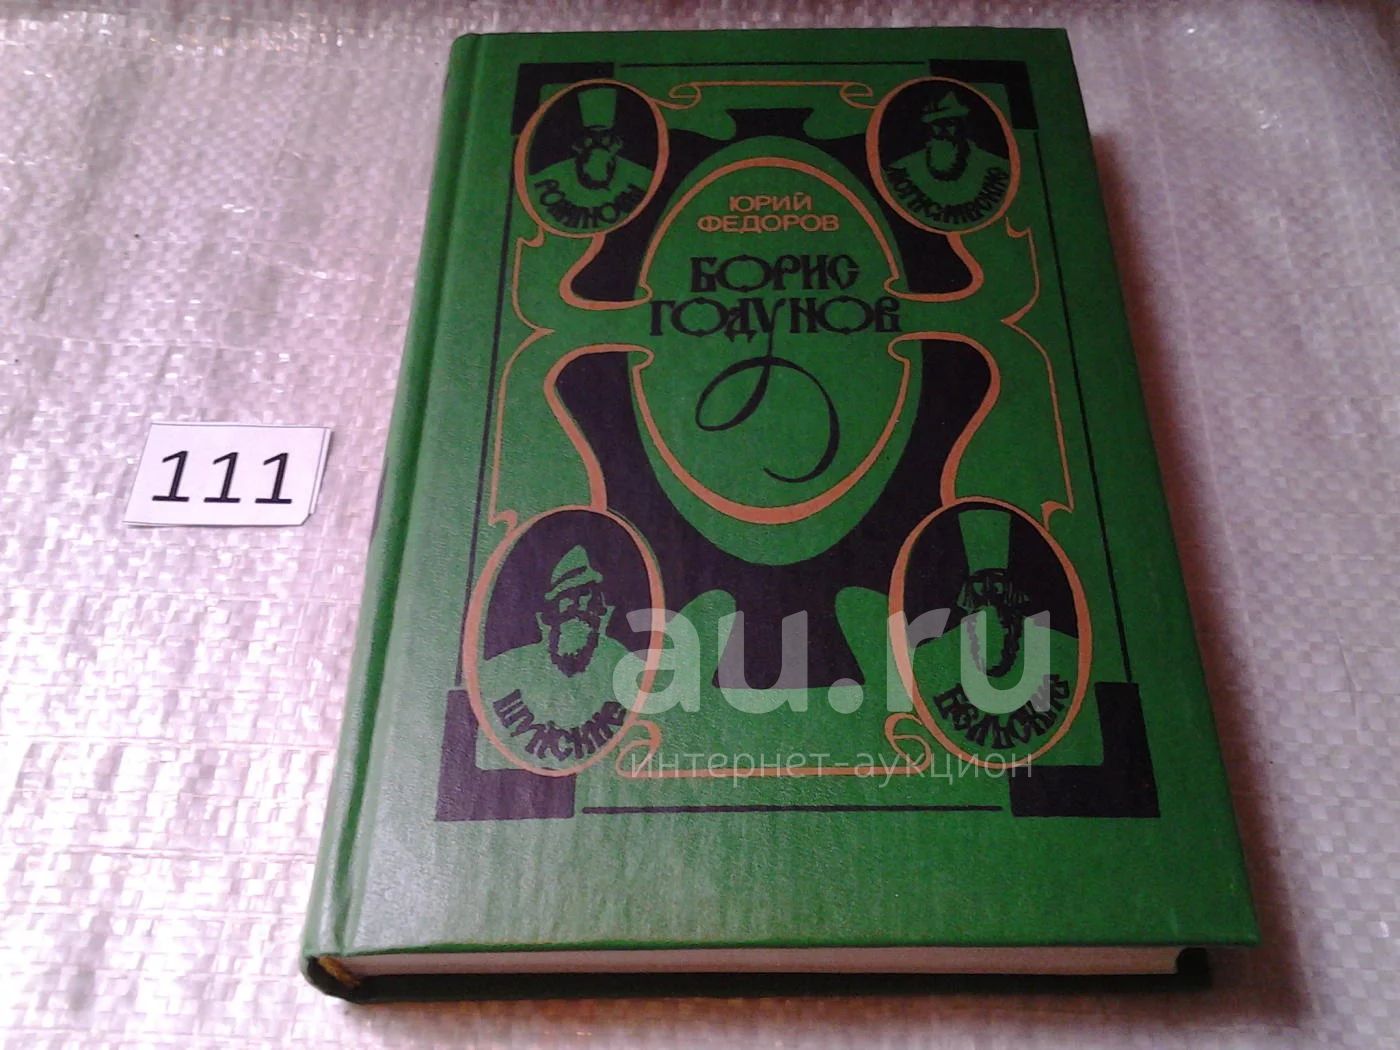 ЮРИЙ
ФЕДОРОВ
БОРИС
ГОДУНОВ
РОМАНОВЫ
МСТИСЛАВСКИЕ
ШУЙСКИЕ
БЕЛЬСКИЕ
111
au.ru
интернет-аукцион